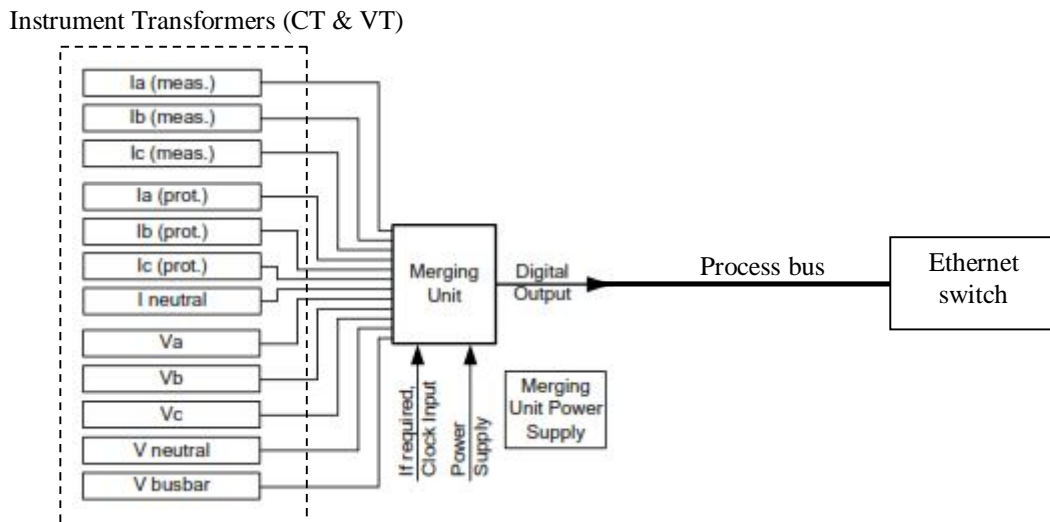 Instrument Transformers (CT & VT)
Ia (meas.)
Ib (meas.)
Ic (meas.)
Ia (prot.)
Ib (prot.)
Ic (prot.)
I neutral
Va
Vb
Vc
V neutral
V busbar
Merging
Unit
Digital
Output
Process bus
Ethernet
switch
If required,
Clock Input
Power
Supply
Merging
Unit Power
Supply